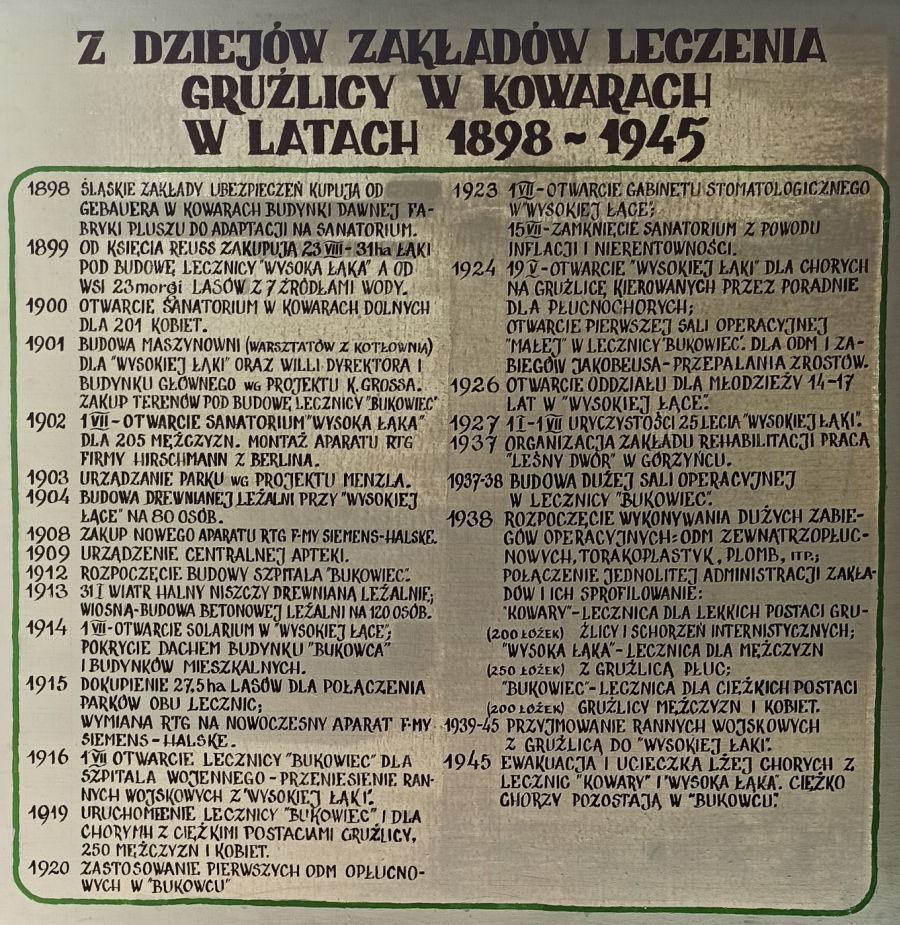 Z DZIEJÓW ZAKŁADÓW LECZENIA
GRUŹLICY W KOWARACH
W LATACH 1898 ~ 1945
1898 ŚLĄSKIE ZAKŁADY UBEZPIECZEŃ KUPUJĄ OD
GEBAUERA W KOWARACH BUDYNKI DAWNEJ FA-
BRYKI PLUSZU DO ADAPTACJI NA SANATORIUM.
1899 OD KSIĘCIA REUSS ZAKUPUJĄ 23 VIII - 31ha ŁĄKI
POD BUDOWĘ LECZNICY "WYSOKA ŁĄKA" A OD
WSI 23 morgi LASÓW Z 7 ŹRÓDŁAMI WODY.
1900 OTWARCIE SANATORIUM W KOWARACH DOLNYCH
DLA 201 KOBIET.
1901 BUDOWA MASZYNOWNI (WARSZTATÓW Z KOTŁOWNIĄ)
DLA "WYSOKIEJ ŁĄKI" ORAZ WILLI DYREKTORA I
BUDYNKU GŁÓWNEGO wg PROJEKTU K. GROSSA.
ZAKUP TERENÓW POD BUDOWĘ LECZNICY "BUKOWIEC"
1902 1 VII - OTWARCIE SANATORIUM "WYSOKA ŁĄKA"
DLA 205 MĘŻCZYZN. MONTAŻ APARATU RTG
FIRMY HIRSCHMANN Z BERLINA.
1903 URZĄDZANIE PARKU wg PROJEKTU MENZLA.
1904 BUDOWA DREWNIANEJ LEŻALNI PRZY "WYSOKIEJ
ŁĄCE" NA 80 OSÓB.
1908 ZAKUP NOWEGO APARATU RTG F-MY SIEMENS-HALSKE.
1909 URZĄDZENIE CENTRALNEJ APTEKI.
1912 ROZPOCZĘCIE BUDOWY SZPITALA "BUKOWIEC".
1913 31 I WIATR HALNY NISZCZY DREWNIANĄ LEŻALNIĘ;
WIOSNĄ-BUDOWA BETONOWEJ LEŻALNI NA 120 OSÓB.
1914 1 VII - OTWARCIE SOLARIUM W "WYSOKIEJ ŁĄCE";
POKRYCIE DACHEM BUDYNKU "BUKOWCA"
I BUDYNKÓW MIESZKALNYCH.
1915 DOKUPIENIE 27,5 ha LASÓW DLA POŁĄCZENIA
PARKÓW OBU LECZNIC;
WYMIANA RTG NA NOWOCZESNY APARAT F-MY
SIEMENS-HALSKE.
1916 1 VII OTWARCIE LECZNICY "BUKOWIEC" DLA
SZPITALA WOJENNEGO - PRZENIESIENIE RAN-
NYCH WOJSKOWYCH Z "WYSOKIEJ ŁĄKI".
1919 URUCHOMIENIE LECZNICY "BUKOWIEC" I DLA
CHORYMH Z CIĘŻKIMI POSTACIAMI GRUŹLICY,
250 MĘŻCZYZN I KOBIET.
1920 ZASTOSOWANIE PIERWSZYCH ODM OPŁUCNO-
WYCH W "BUKOWCU"
1923 1 VII - OTWARCIE GABINETU STOMATOLOGICZNEGO
W "WYSOKIEJ ŁĄCE";
15 VII - ZAMKNIĘCIE SANATORIUM Z POWODU
INFLACJI I NIERENTOWNOŚCI.
1924 19 V - OTWARCIE "WYSOKIEJ ŁĄKI" DLA CHORYCH
NA GRUŹLICĘ KIEROWANYCH PRZEZ PORADNIE
DLA PŁUCNOCHORYCH;
OTWARCIE PIERWSZEJ SALI OPERACYJNEJ
"MAŁEJ" W LECZNICY "BUKOWIEC". DLA ODM I ZA-
BIEGÓW JAKOBEUSA - PRZEPALANIA ZROSTÓW.
1926 OTWARCIE ODDZIAŁU DLA MŁODZIEŻY 14-17
LAT W "WYSOKIEJ ŁĄCE".
1927 1 I - 1 VII URYCZYSTOŚCI 25 LECIA "WYSOKIEJ ŁĄKI".
1937 ORGANIZACJA ZAKŁADU REHABILITACJI PRACĄ
"LEŚNY DWÓR" W GÓRZYŃCU.
1937-38 BUDOWA DUŻEJ SALI OPERACYJNEJ
W LECZNICY "BUKOWIEC".
1938 ROZPOCZĘCIE WYKONYWANIA DUŻYCH ZABIE-
GÓW OPERACYJNYCH: ODM ZEWNĄTRZOPŁUC-
NOWYCH, TORAKOPLASTYK, PLOMB, ITP.;
POŁĄCZENIE JEDNOLITEJ ADMINISTRACJI ZAKŁA-
DÓW I ICH SPROFILOWANIE:
"KOWARY" - LECZNICA DLA LEKKICH POSTACI GRU-
(200 ŁÓŻEK) ŹLICY I SCHORZEŃ INTERNISTYCZNYCH;
"WYSOKA ŁĄKA" - LECZNICA DLA MĘŻCZYZN
(250 ŁÓŻEK) Z GRUŹLICĄ PŁUC;
"BUKOWIEC" - LECZNICA DLA CIĘŻKICH POSTACI
(200 ŁÓŻEK) GRUŹLICY MĘŻCZYZN I KOBIET.
1939-45 PRZYJMOWANIE RANNYCH WOJSKOWYCH
Z GRUŹLICĄ DO "WYSOKIEJ ŁĄKI".
1945 EWAKUACJA I UCIECZKA LŻEJ CHORYCH Z
LECZNIC "KOWARY" I "WYSOKA ŁĄKA". CIĘŻKO
CHORZY POZOSTAJĄ W "BUKOWCU".